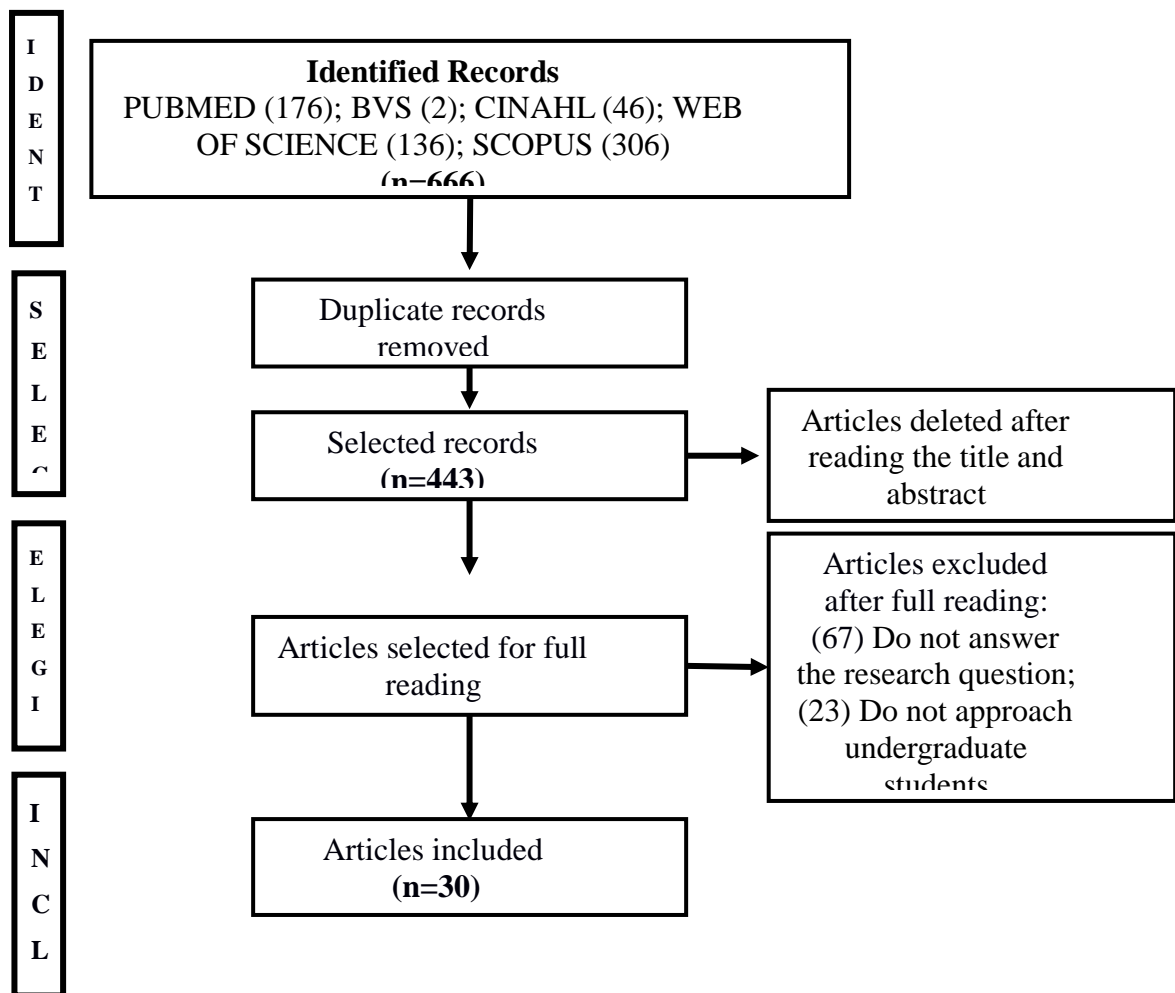 I
D
E
N
T
Identified Records
PUBMED (176); BVS (2); CINAHL (46); WEB
OF SCIENCE (136); SCOPUS (306)
(n=666)
S
E
L
E
C
Duplicate records
removed
Selected records
(n=443)
Articles deleted after
reading the title and
abstract
E
L
E
G
I
Articles selected for full
reading
Articles excluded
after full reading:
(67) Do not answer
the research question;
(23) Do not approach
undergraduate
students
I
N
C
L
Articles included
(n=30)